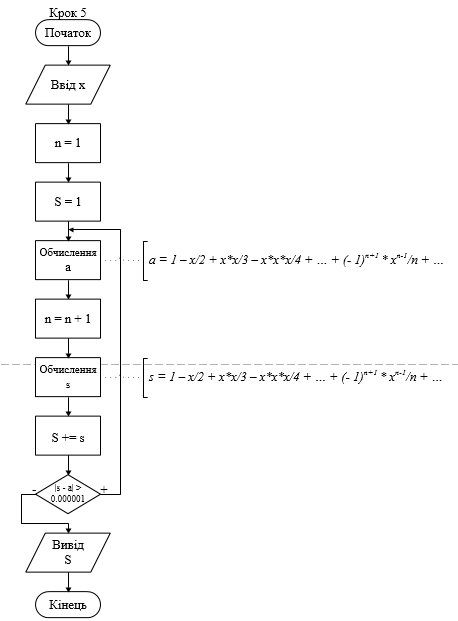 Крок 5
Початок
Ввід x
n = 1
S = 1
Обчислення
a
a = 1 – x/2 + x*x/3 – x*x*x/4 + … + (- 1)ⁿ⁺¹ * xⁿ⁻¹/n + …
n = n + 1
Обчислення
s
s = 1 – x/2 + x*x/3 – x*x*x/4 + … + (- 1)ⁿ⁺¹ * xⁿ⁻¹/n + …
S += s
|s - a| >
0.000001
- +
Вивід
S
Кінець